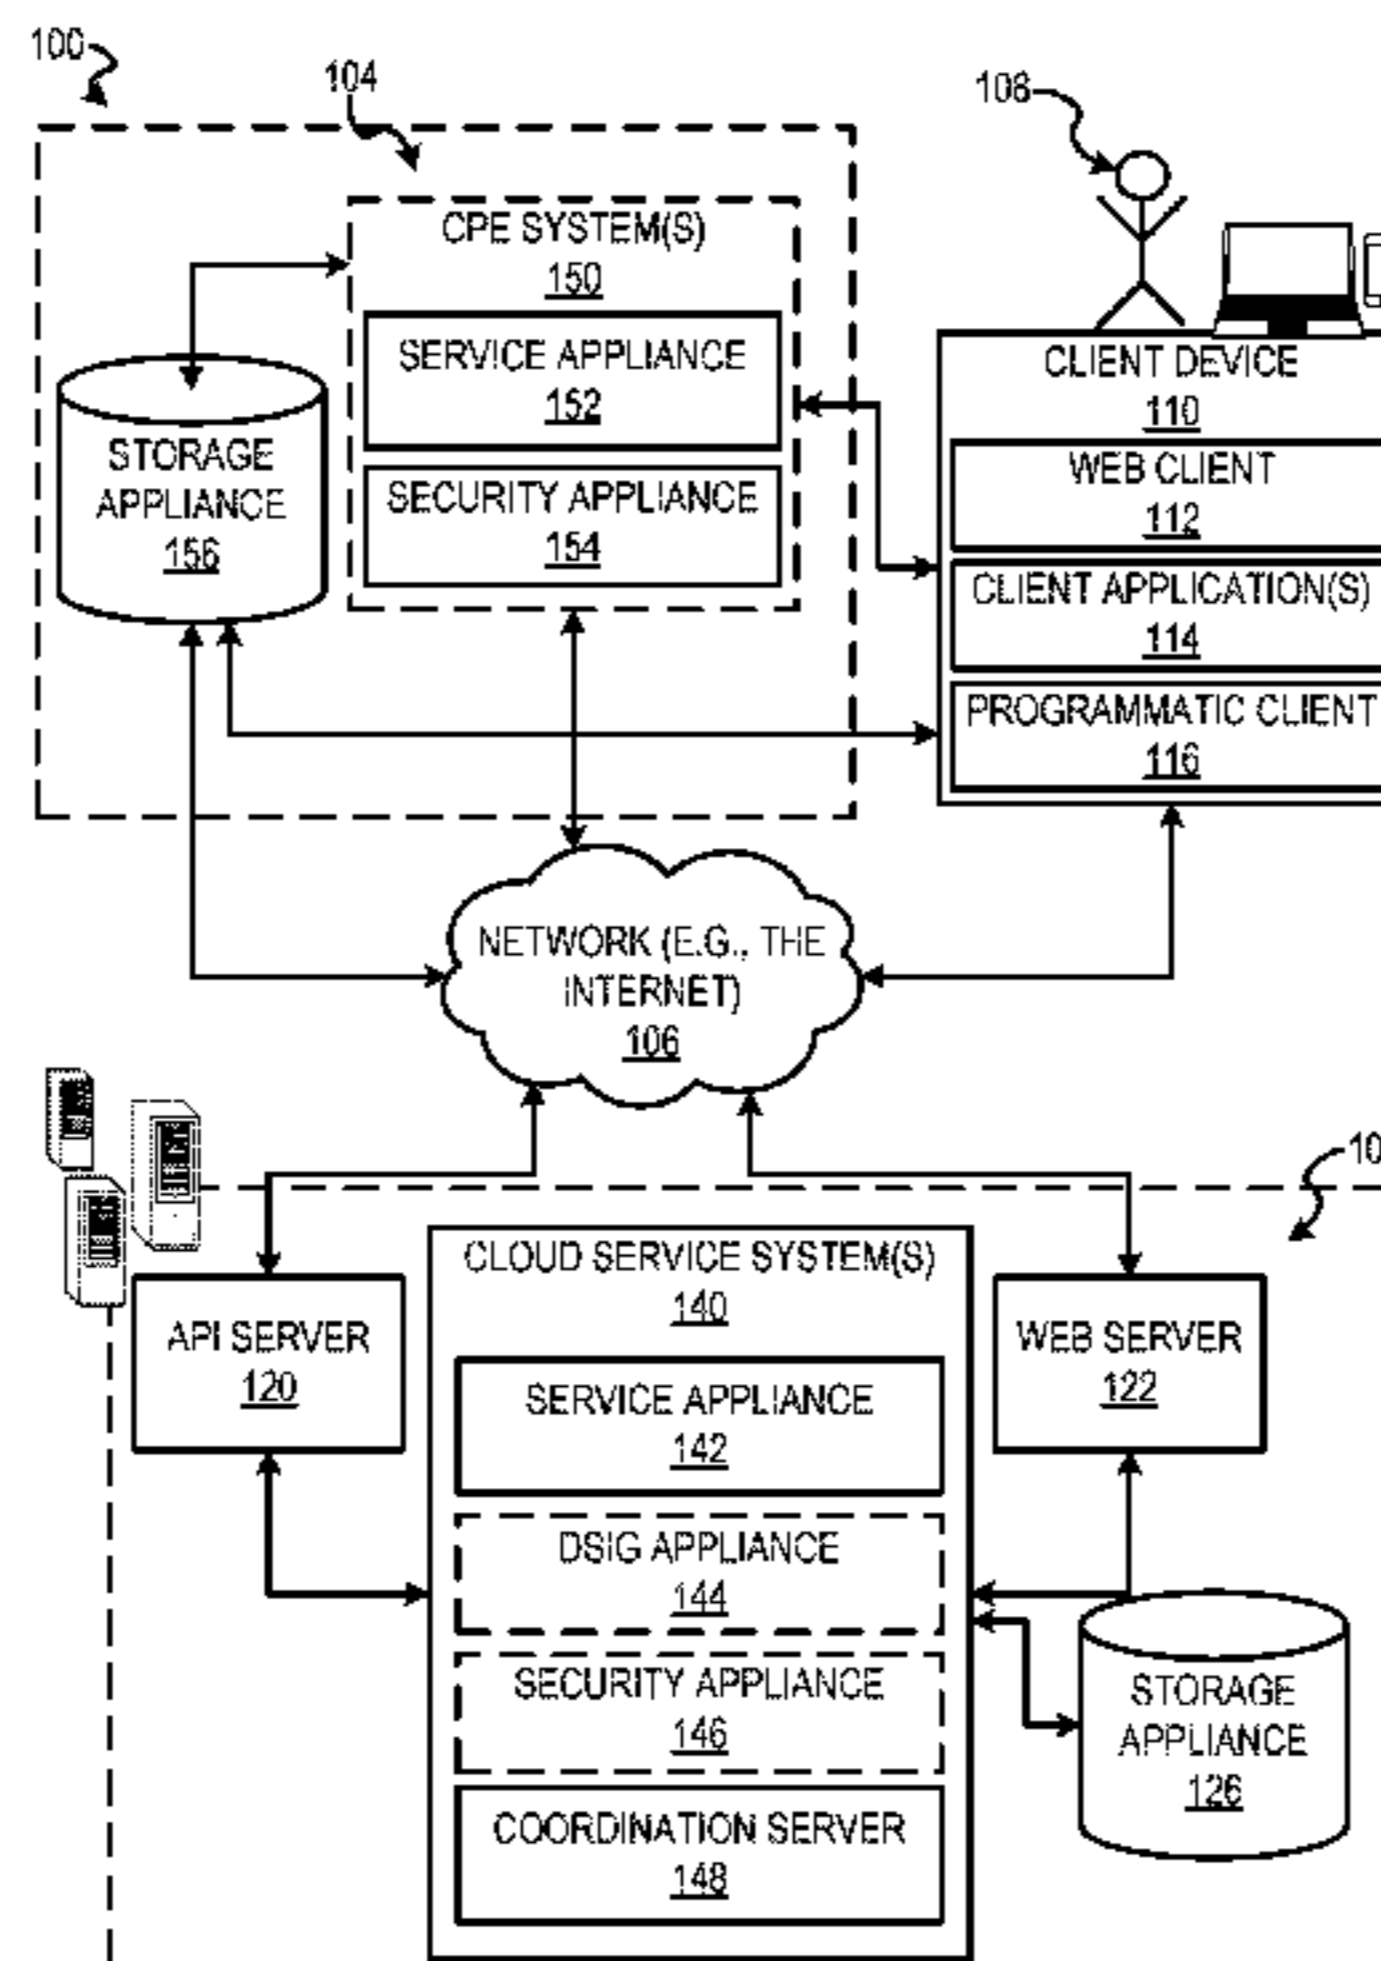 100
104
108
CPE SYSTEM(S)
150
SERVICE APPLIANCE
152
SECURITY APPLIANCE
154
STORAGE
APPLIANCE
156
CLIENT DEVICE
110
WEB CLIENT
112
CLIENT APPLICATION(S)
114
PROGRAMMATIC CLIENT
116
NETWORK (E.G., THE
INTERNET)
106
10
API SERVER
120
CLOUD SERVICE SYSTEM(S)
140
SERVICE APPLIANCE
142
DSIG APPLIANCE
144
SECURITY APPLIANCE
146
COORDINATION SERVER
148
WEB SERVER
122
STORAGE
APPLIANCE
126